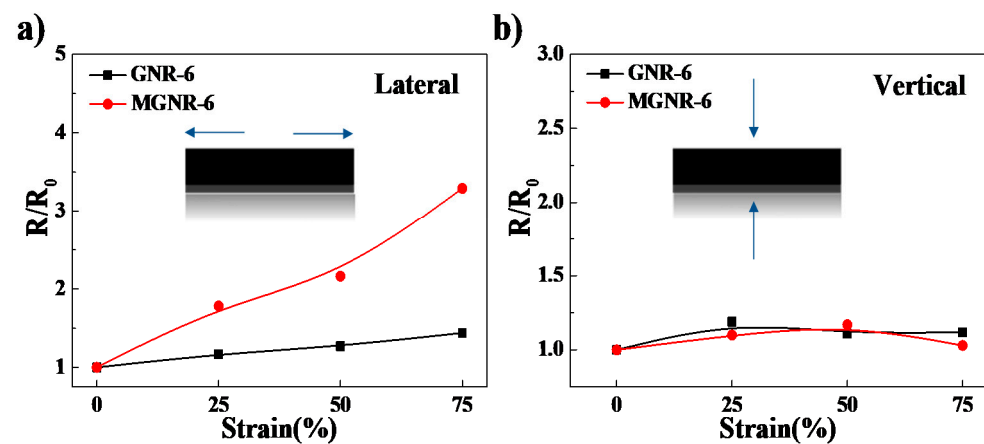 a)
5
4
3
2
1
R/R0
GNR-6
MGNR-6
Lateral
0 25 50 75
Strain(%)
b)
3.0
2.5
2.0
1.5
1.0
R/R0
GNR-6
MGNR-6
Vertical
0 25 50 75
Strain(%)